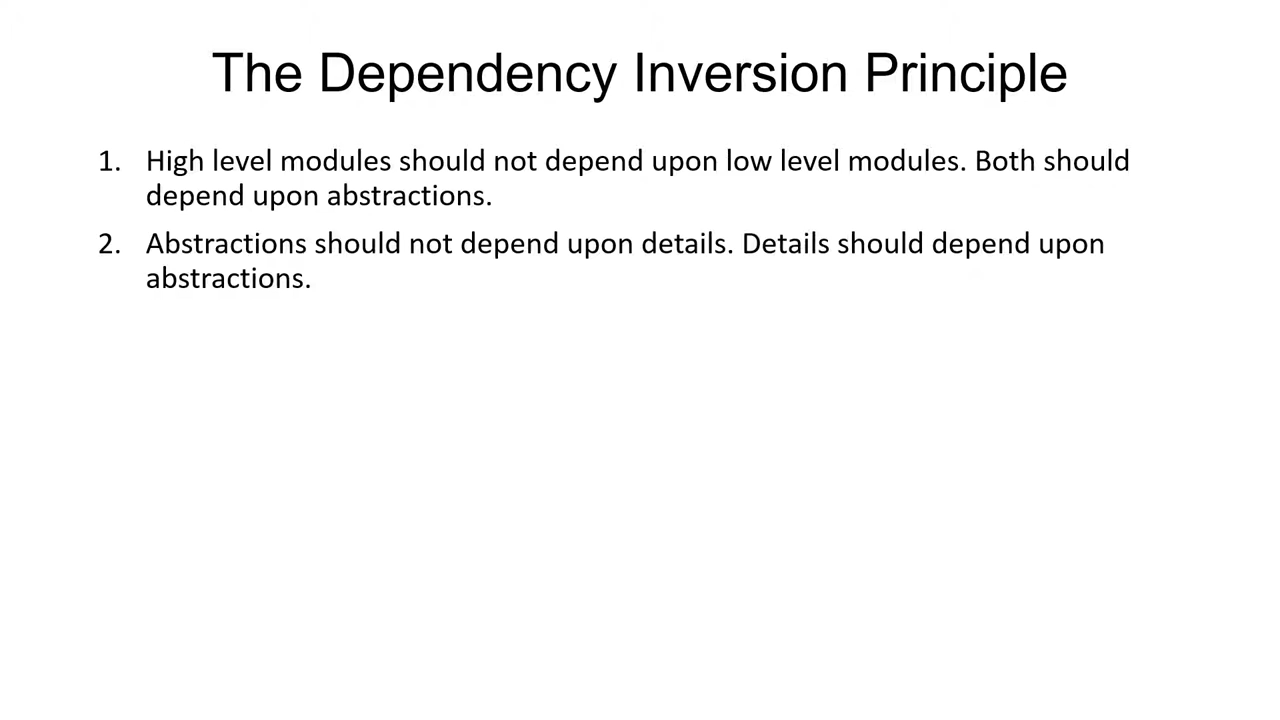 The Dependency Inversion Principle
1. High level modules should not depend upon low level modules. Both should
depend upon abstractions.
2. Abstractions should not depend upon details. Details should depend upon
abstractions.